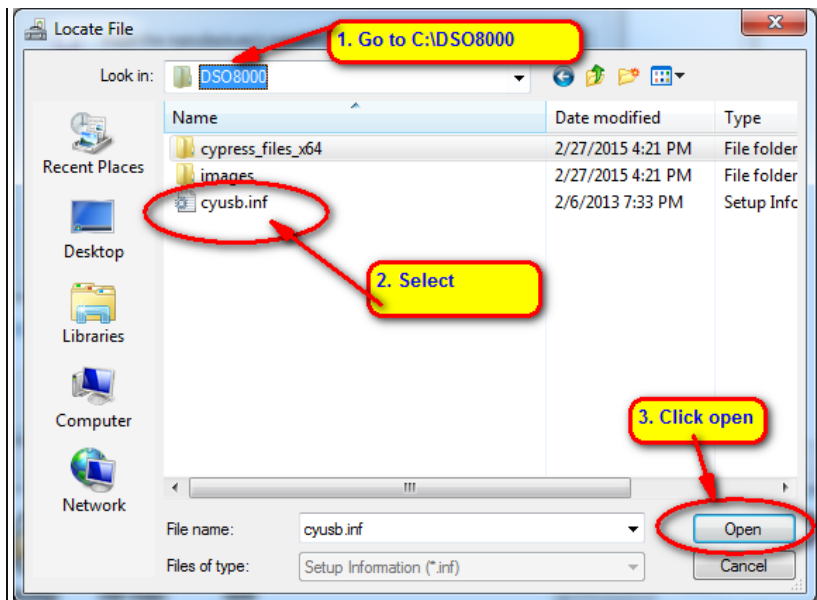 Locate File
1. Go to C:\DSO8000
Look in:
DSO8000
Name
Date modified
Type
cypress_files_x64
2/27/2015 4:21 PM
File folder
images
2/27/2015 4:21 PM
File folder
cyusb.inf
2/6/2013 7:33 PM
Setup Info
Recent Places
Desktop
Libraries
Computer
Network
2. Select
3. Click open
File name:
cyusb.inf
Open
Files of type:
Setup Information (*.inf)
Cancel